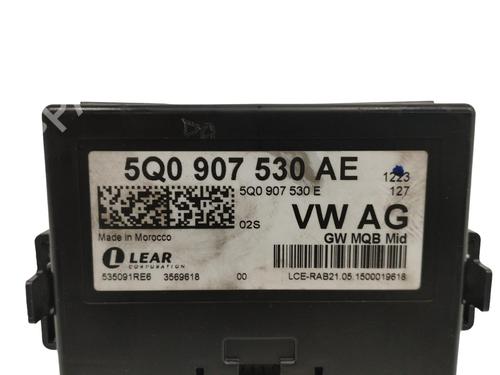 5Q0 907 530 AE
1223
5Q0 907 530 E
127
02S
VW AG
Made in Morocco
GW MQB Mid
LEAR
CORPORATION
535091RE6 3569618 00 LCE-RAB21.05.1500019618